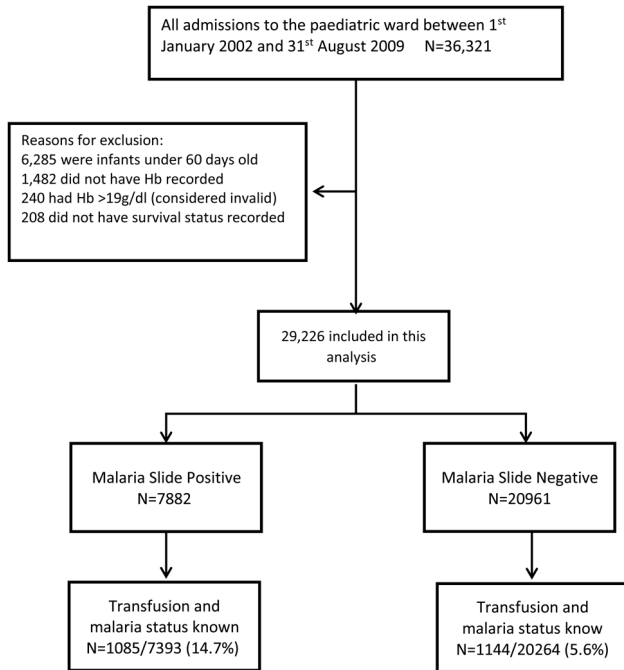 All admissions to the paediatric ward between 1st
January 2002 and 31st August 2009 N=36,321
Reasons for exclusion:
6,285 were infants under 60 days old
1,482 did not have Hb recorded
240 had Hb >19g/dl (considered invalid)
208 did not have survival status recorded
29,226 included in this
analysis
Malaria Slide Positive
N=7882
Malaria Slide Negative
N=20961
Transfusion and
malaria status known
N=1085/7393 (14.7%)
Transfusion and
malaria status know
N=1144/20264 (5.6%)